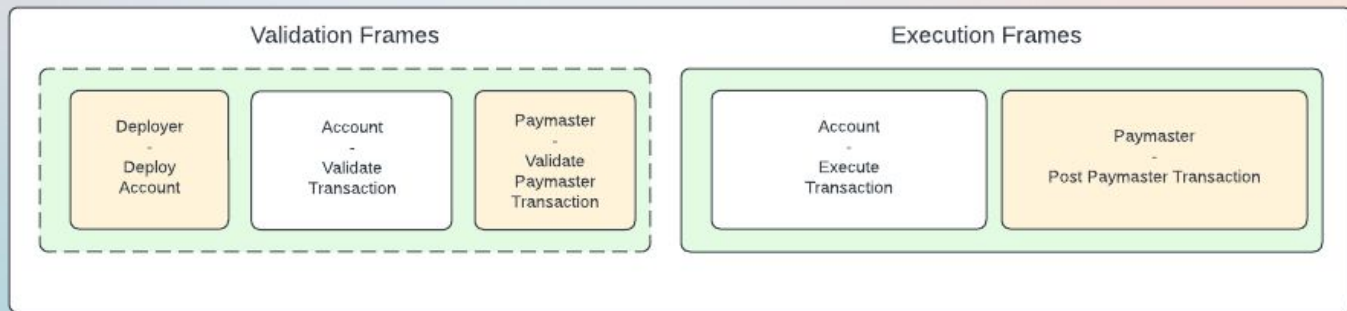 Validation Frames
Execution Frames
Deployer
-
Deploy
Account
Account
-
Validate
Transaction
Paymaster
-
Validate
Paymaster
Transaction
Account
-
Execute
Transaction
Paymaster
-
Post Paymaster Transaction